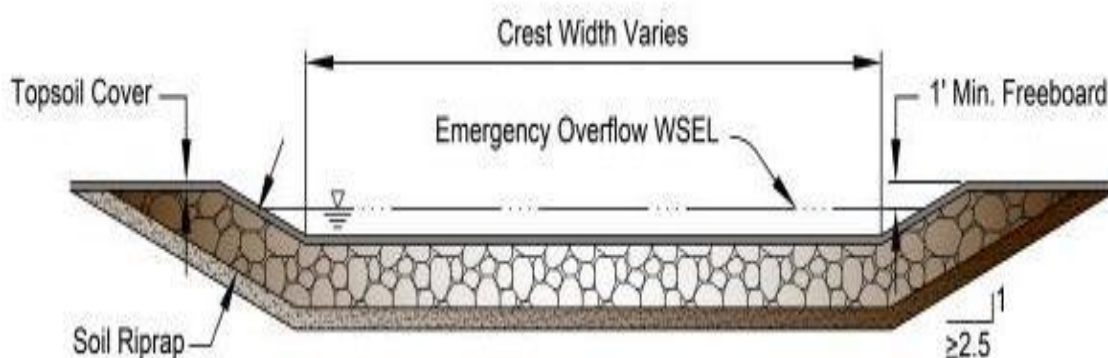 Crest Width Varies
Topsoil Cover
1' Min. Freeboard
Emergency Overflow WSEL
Soil Riprap
1
≥2.5